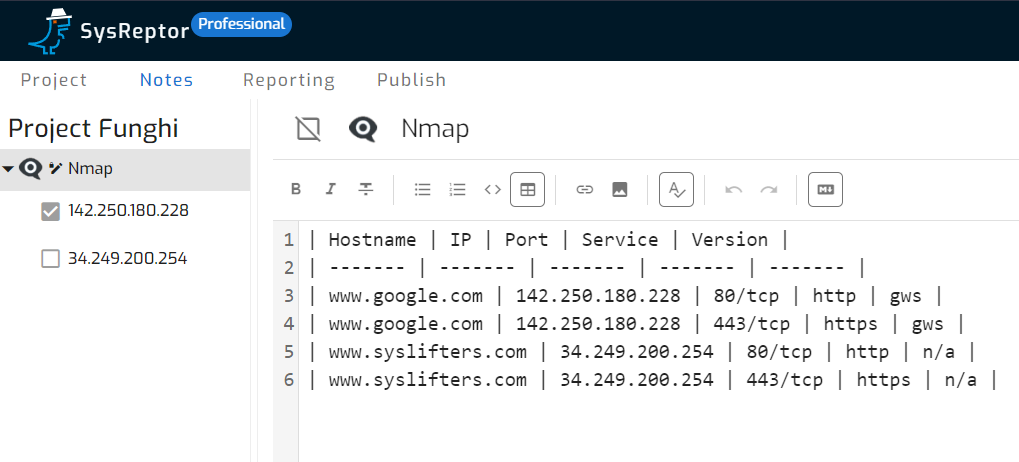 SysReptor Professional
Project Notes Reporting Publish
Project Funghi
Nmap
142.250.180.228
34.249.200.254
Nmap
B I
1 | Hostname | IP | Port | Service | Version |
2 | ------- | ------- | ------- | ------- | ------- |
3 | www.google.com | 142.250.180.228 | 80/tcp | http | gws |
4 | www.google.com | 142.250.180.228 | 443/tcp | https | gws |
5 | www.syslifters.com | 34.249.200.254 | 80/tcp | http | n/a |
6 | www.syslifters.com | 34.249.200.254 | 443/tcp | https | n/a |